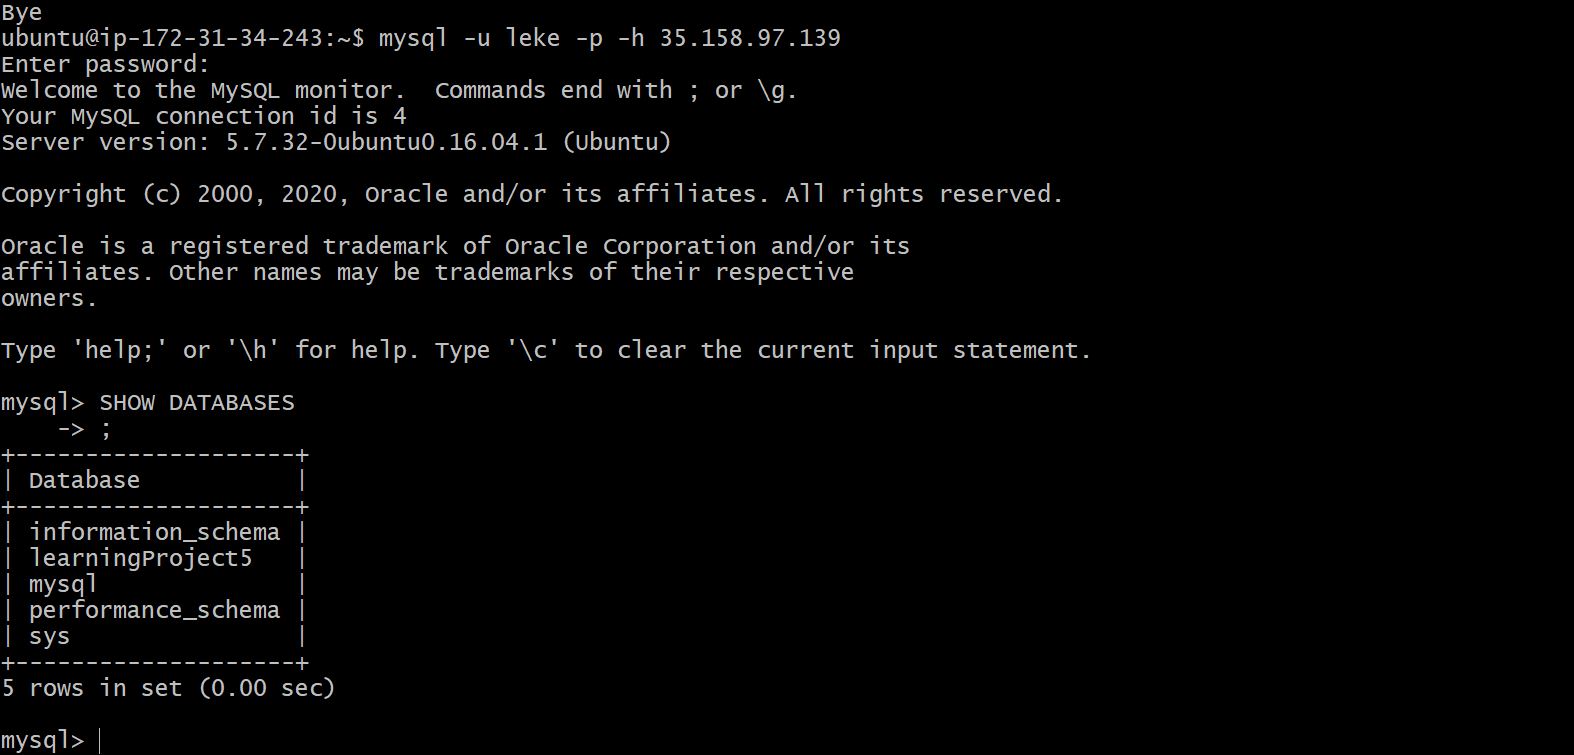 Bye
ubuntu@ip-172-31-34-243:~$ mysql -u leke -p -h 35.158.97.139
Enter password:
Welcome to the MySQL monitor.  Commands end with ; or \g.
Your MySQL connection id is 4
Server version: 5.7.32-0ubuntu0.16.04.1 (Ubuntu)

Copyright (c) 2000, 2020, Oracle and/or its affiliates. All rights reserved.

Oracle is a registered trademark of Oracle Corporation and/or its
affiliates. Other names may be trademarks of their respective
owners.

Type 'help;' or '\h' for help. Type '\c' to clear the current input statement.

mysql> SHOW DATABASES
    -> ;
+--------------------+
| Database           |
+--------------------+
| information_schema |
| learningProject5   |
| mysql              |
| performance_schema |
| sys                |
+--------------------+
5 rows in set (0.00 sec)

mysql>